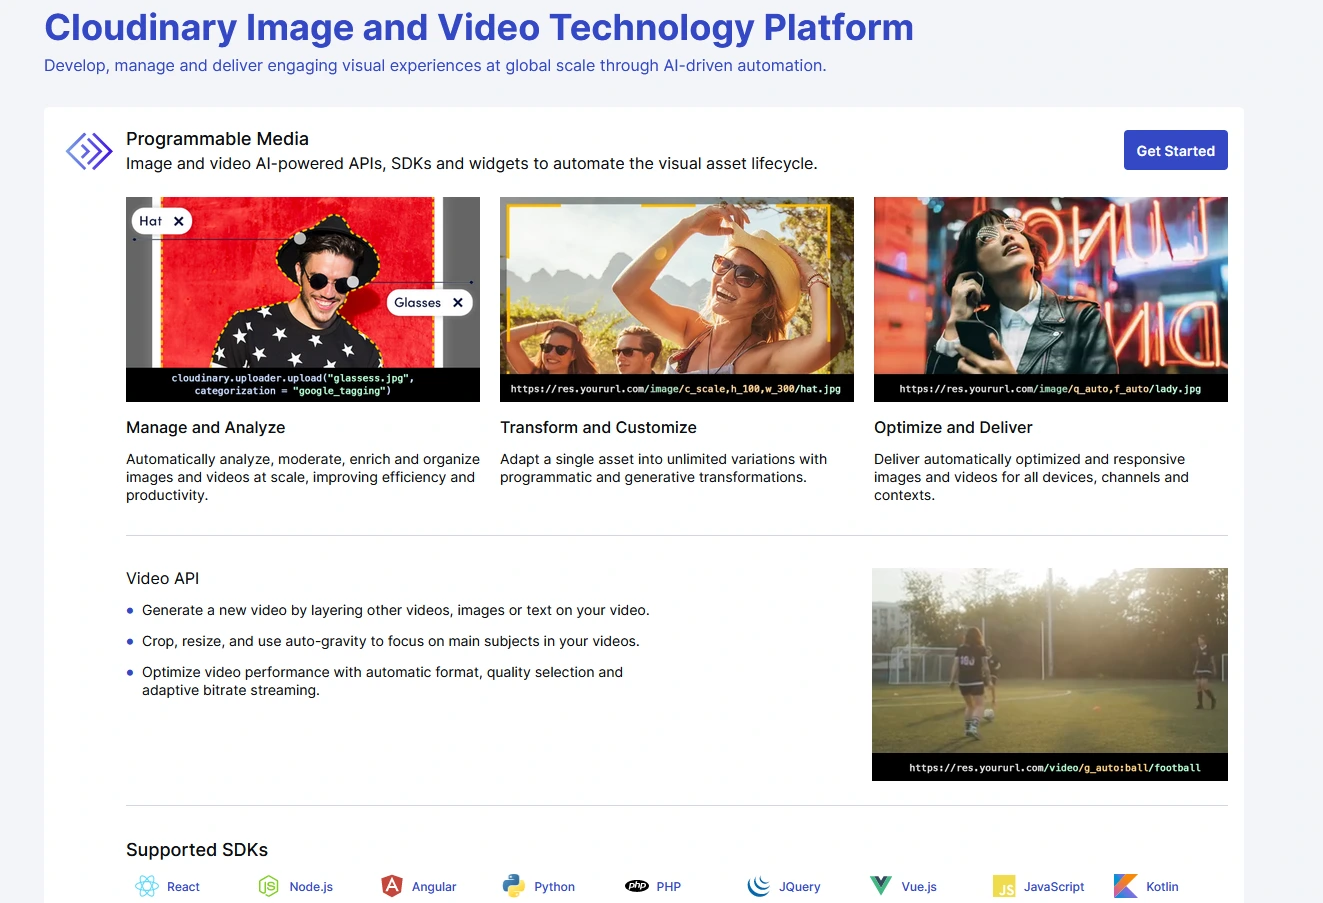 Cloudinary Image and Video Technology Platform
Develop, manage and deliver engaging visual experiences at global scale through AI-driven automation.
Programmable Media
Image and video AI-powered APIs, SDKs and widgets to automate the visual asset lifecycle.
Get Started
Hat ✕
Glasses ✕
cloudinary.uploader.upload("glassess.jpg",
categorization = "google_tagging")
https://res.yoururl.com/image/c_scale,h_100,w_300/hat.jpg
https://res.yoururl.com/image/q_auto,f_auto/lady.jpg
Manage and Analyze
Automatically analyze, moderate, enrich and organize
images and videos at scale, improving efficiency and
productivity.
Transform and Customize
Adapt a single asset into unlimited variations with
programmatic and generative transformations.
Optimize and Deliver
Deliver automatically optimized and responsive
images and videos for all devices, channels and
contexts.
Video API
• Generate a new video by layering other videos, images or text on your video.
• Crop, resize, and use auto-gravity to focus on main subjects in your videos.
• Optimize video performance with automatic format, quality selection and
adaptive bitrate streaming.
https://res.yoururl.com/video/g_auto:ball/football
Supported SDKs
React
JS
Node.js
A
Angular
Python
php
PHP
JQuery
Vue.js
JS
JavaScript
Kotlin